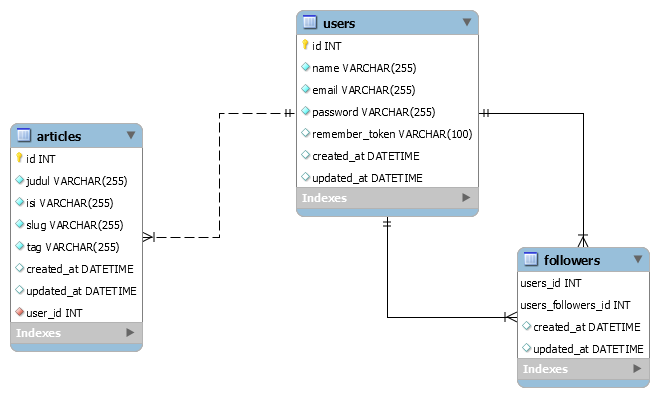 users
id INT
name VARCHAR(255)
email VARCHAR(255)
password VARCHAR(255)
remember_token VARCHAR(100)
created_at DATETIME
updated_at DATETIME
Indexes
articles
id INT
judul VARCHAR(255)
isi VARCHAR(255)
slug VARCHAR(255)
tag VARCHAR(255)
created_at DATETIME
updated_at DATETIME
user_id INT
Indexes
followers
users_id INT
users_followers_id INT
created_at DATETIME
updated_at DATETIME
Indexes